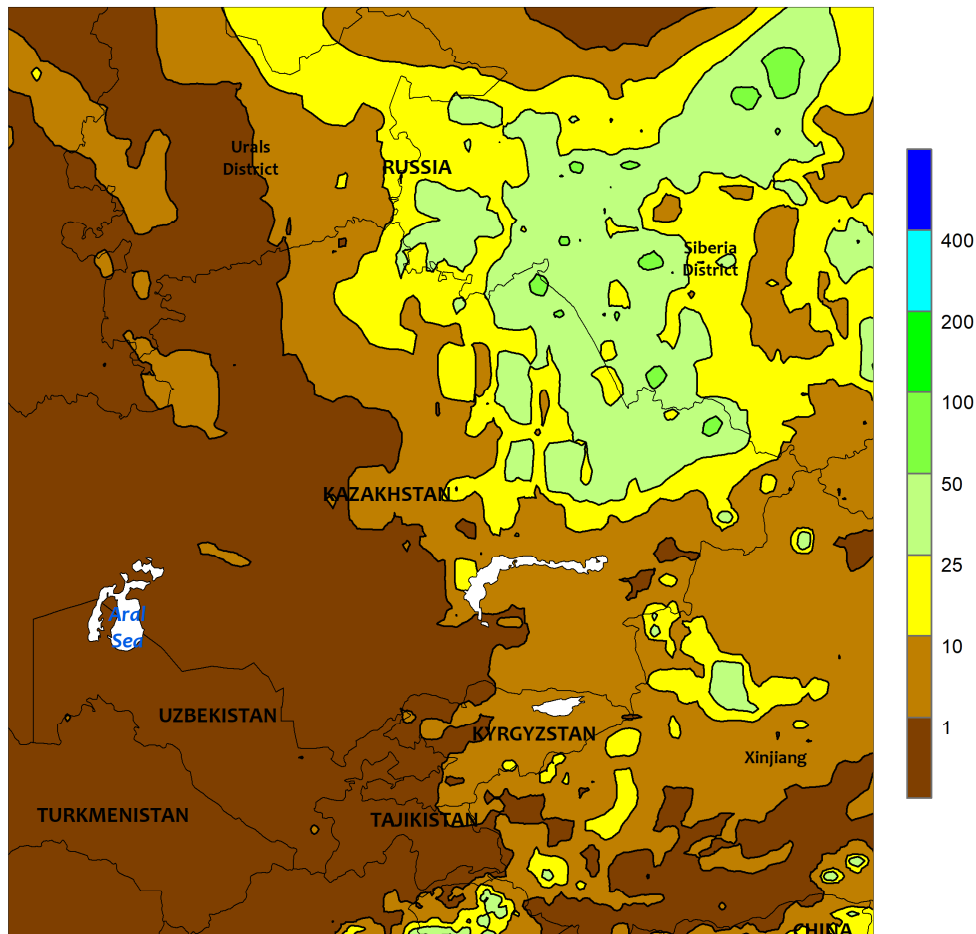 Urals
District
RUSSIA
Siberia
District
400
200
100
50
25
10
1
KAZAKHSTAN
Aral
Sea
UZBEKISTAN
KYRGYZSTAN
Xinjiang
TURKMENISTAN
TAJIKISTAN
CHINA